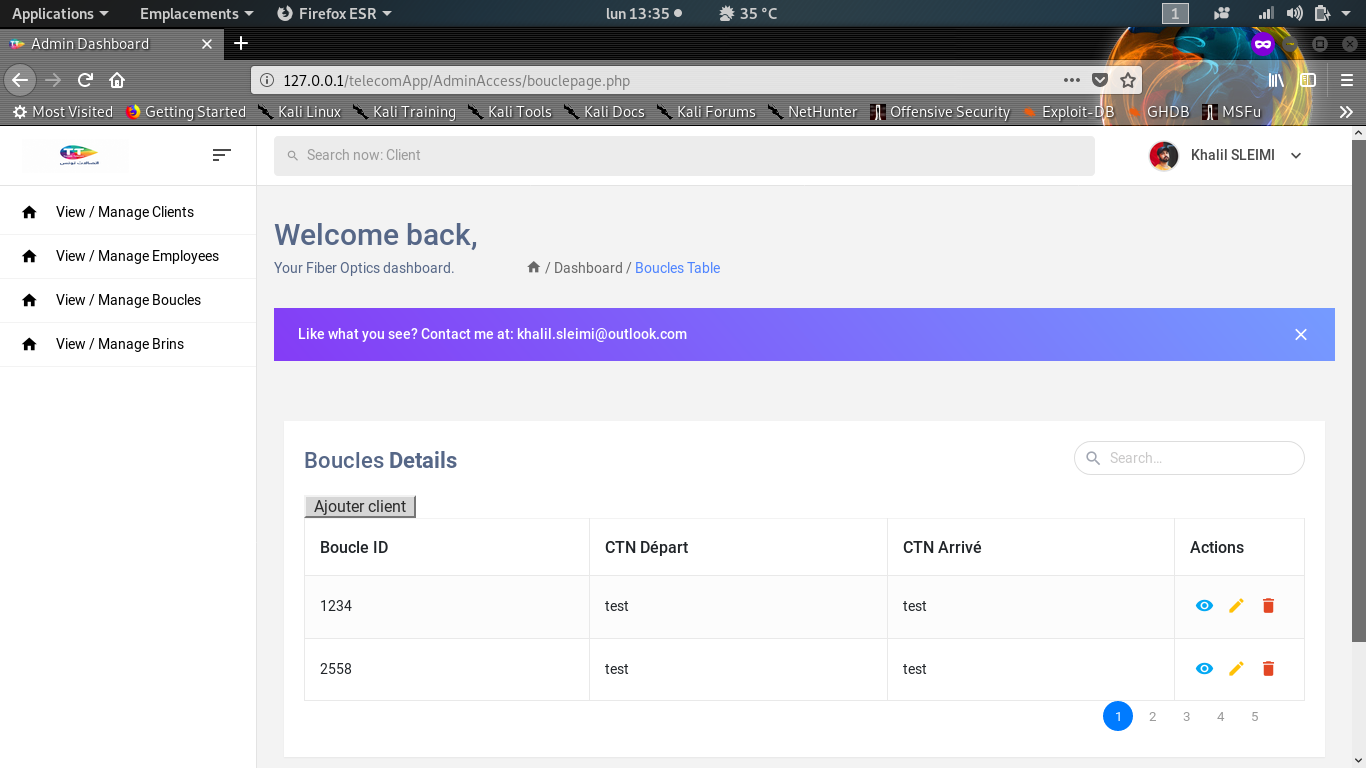 Applications Emplacements Firefox ESR lun 13:35 35 °C 1
Admin Dashboard
127.0.0.1/telecomApp/AdminAccess/bouclepage.php
Most Visited Getting Started Kali Linux Kali Training Kali Tools Kali Docs Kali Forums NetHunter Offensive Security Exploit-DB GHDB MSFu
Search now: Client
Khalil SLEIMI
View / Manage Clients
View / Manage Employees
View / Manage Boucles
View / Manage Brins
Welcome back,
Your Fiber Optics dashboard.
/ Dashboard / Boucles Table
Like what you see? Contact me at: khalil.sleimi@outlook.com
Boucles Details
Search...
Ajouter client
Boucle ID CTN Départ CTN Arrivé Actions
1234 test test
2558 test test
1 2 3 4 5